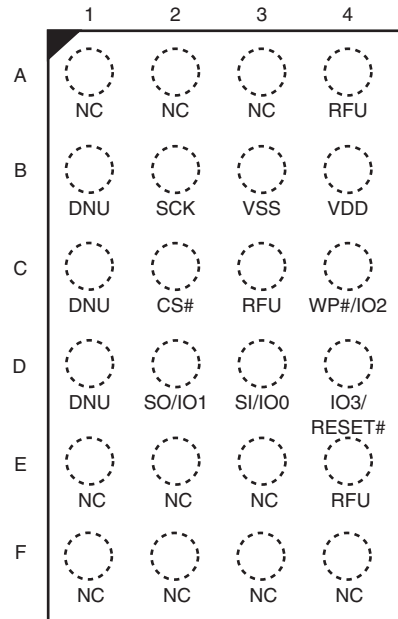 1 2 3 4
A
NC NC NC RFU
B
DNU SCK VSS VDD
C
DNU CS# RFU WP#/IO2
D
DNU SO/IO1 SI/IO0 IO3/
RESET#
E
NC NC NC RFU
F
NC NC NC NC